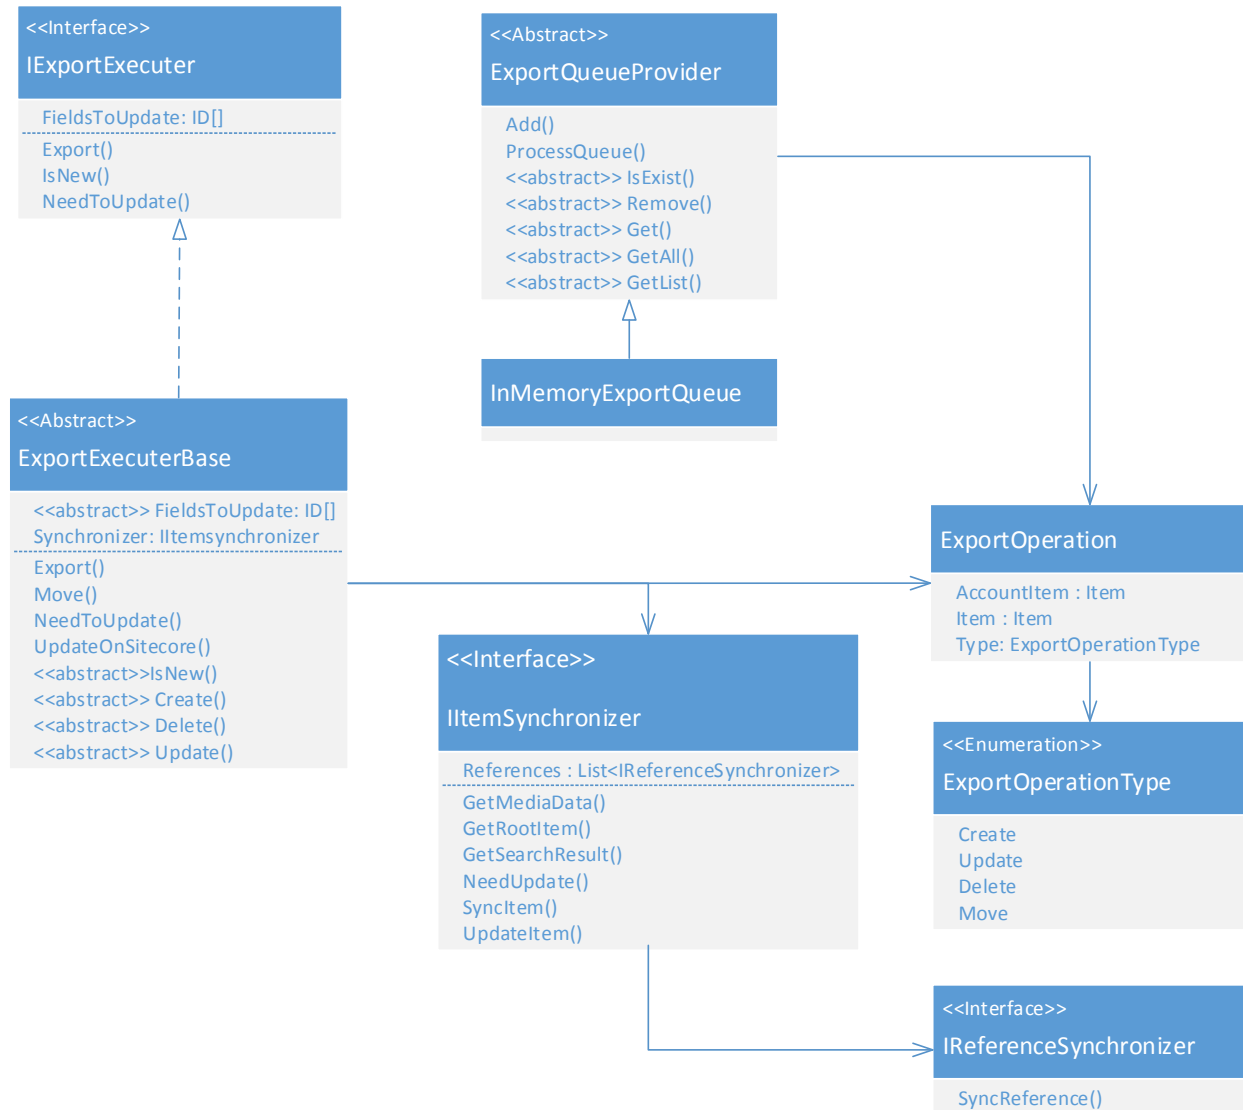 <<Interface>>
IExportExecuter
FieldsToUpdate: ID[]
Export()
IsNew()
NeedToUpdate()
<<Abstract>>
ExportQueueProvider
Add()
ProcessQueue()
<<abstract>> IsExist()
<<abstract>> Remove()
<<abstract>> Get()
<<abstract>> GetAll()
<<abstract>> GetList()
InMemoryExportQueue
<<Abstract>>
ExportExecuterBase
<<abstract>> FieldsToUpdate: ID[]
Synchronizer: IItemsynchronizer
Export()
Move()
NeedToUpdate()
UpdateOnSitecore()
<<abstract>>IsNew()
<<abstract>> Create()
<<abstract>> Delete()
<<abstract>> Update()
ExportOperation
AccountItem : Item
Item : Item
Type: ExportOperationType
<<Interface>>
IItemSynchronizer
References : List<IReferenceSynchronizer>
GetMediaData()
GetRootItem()
GetSearchResult()
NeedUpdate()
SyncItem()
UpdateItem()
<<Enumeration>>
ExportOperationType
Create
Update
Delete
Move
<<Interface>>
IReferenceSynchronizer
SyncReference()